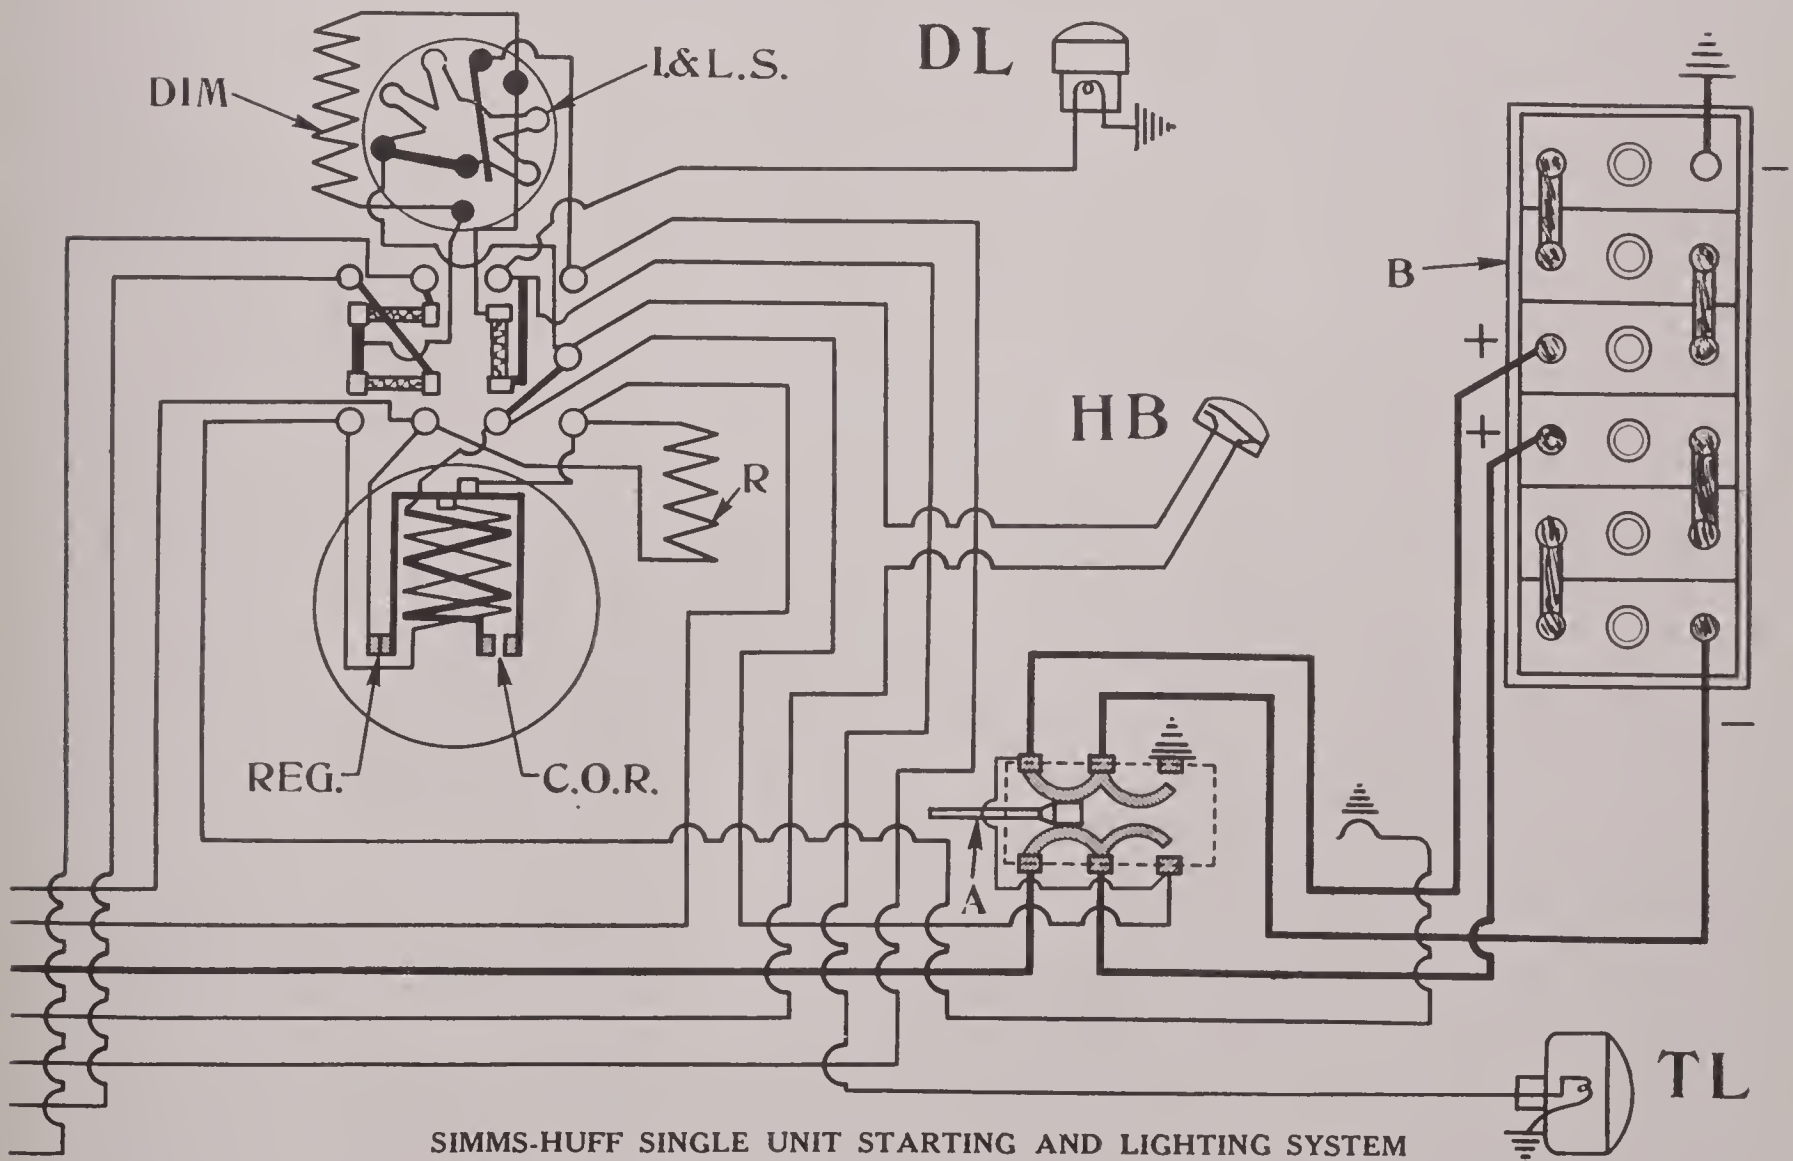 DIM
I.&L.S.
DL
B
−
+
+
HB
R
REG.
C.O.R.
−
A
TL
SIMMS-HUFF SINGLE UNIT STARTING AND LIGHTING SYSTEM